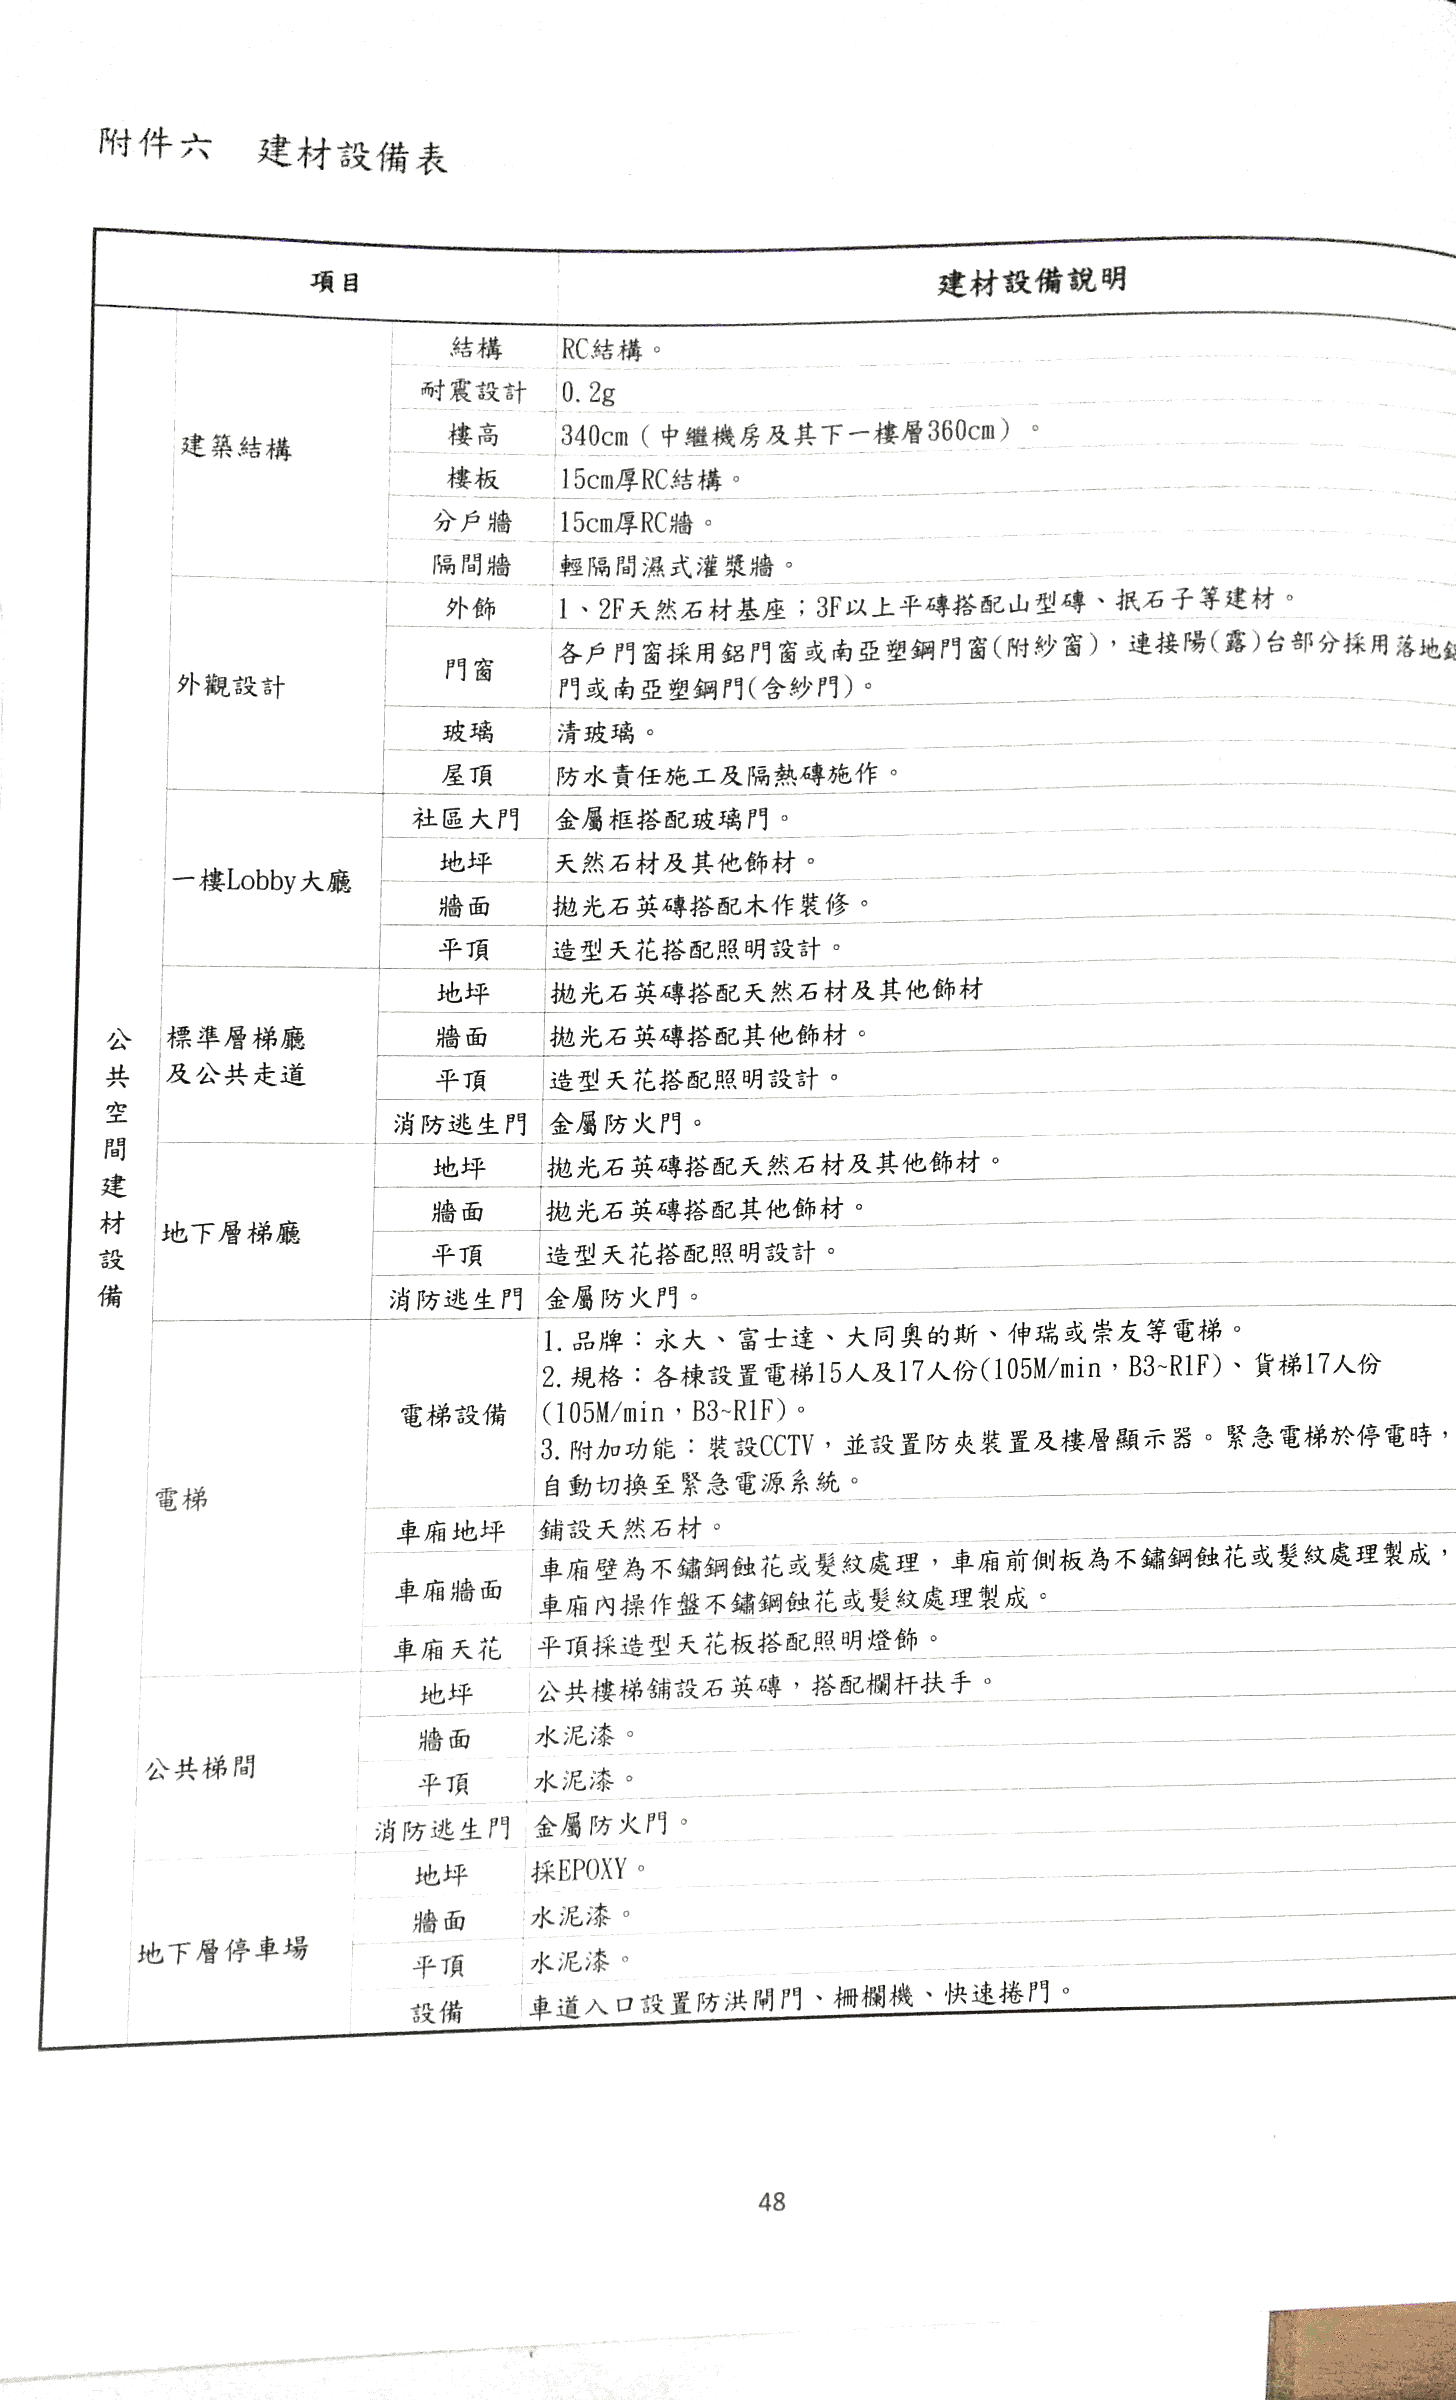 附件六　建材設備表
項目 建材設備說明
公共空間建材設備
建築結構
結構 RC結構。
耐震設計 0.2g
樓高 340cm（中繼機房及其下一樓層360cm）。
樓板 15cm厚RC結構。
分戶牆 15cm厚RC牆。
隔間牆 輕隔間濕式灌漿牆。
外觀設計
外飾 1、2F天然石材基座；3F以上平磚搭配山型磚、抿石子等建材。
門窗 各戶門窗採用鋁門窗或南亞塑鋼門窗(附紗窗)，連接陽(露)台部分採用落地
門或南亞塑鋼門(含紗門)。
玻璃 清玻璃。
屋頂 防水責任施工及隔熱磚施作。
一樓Lobby大廳
社區大門 金屬框搭配玻璃門。
地坪 天然石材及其他飾材。
牆面 拋光石英磚搭配木作裝修。
平頂 造型天花搭配照明設計。
標準層梯廳
及公共走道
地坪 拋光石英磚搭配天然石材及其他飾材
牆面 拋光石英磚搭配其他飾材。
平頂 造型天花搭配照明設計。
消防逃生門 金屬防火門。
地下層梯廳
地坪 拋光石英磚搭配天然石材及其他飾材。
牆面 拋光石英磚搭配其他飾材。
平頂 造型天花搭配照明設計。
消防逃生門 金屬防火門。
電梯
電梯設備
1.品牌：永大、富士達、大同奧的斯、伸瑞或崇友等電梯。
2.規格：各棟設置電梯15人及17人份(105M/min，B3~R1F)、貨梯17人份
(105M/min，B3~R1F)。
3.附加功能：裝設CCTV，並設置防夾裝置及樓層顯示器。緊急電梯於停電時，
自動切換至緊急電源系統。
車廂地坪 鋪設天然石材。
車廂牆面 車廂壁為不鏽鋼蝕花或髮紋處理，車廂前側板為不鏽鋼蝕花或髮紋處理製成，
車廂內操作盤不鏽鋼蝕花或髮紋處理製成。
車廂天花 平頂採造型天花板搭配照明燈飾。
公共梯間
地坪 公共樓梯舖設石英磚，搭配欄杆扶手。
牆面 水泥漆。
平頂 水泥漆。
消防逃生門 金屬防火門。
地下層停車場
地坪 採EPOXY。
牆面 水泥漆。
平頂 水泥漆。
設備 車道入口設置防洪閘門、柵欄機、快速捲門。
48